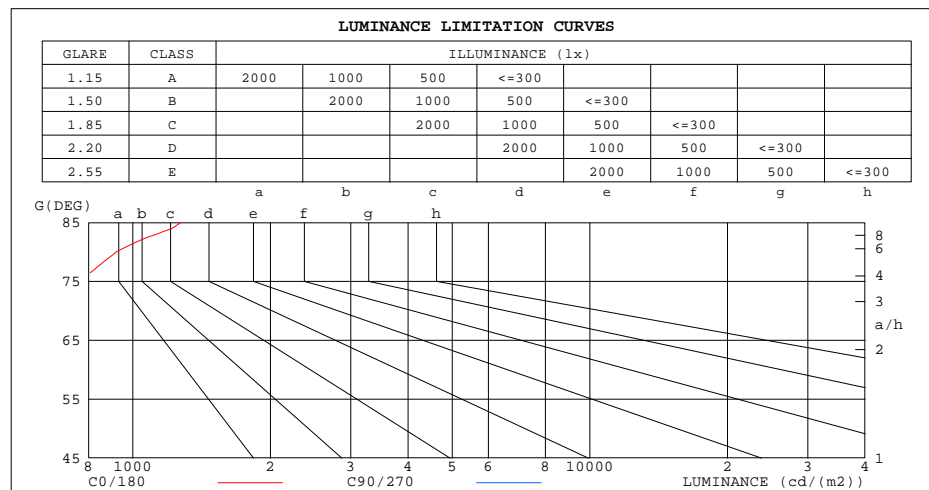 LUMINANCE LIMITATION CURVES
GLARE CLASS ILLUMINANCE (lx)
1.15 A 2000 1000 500 <=300
1.50 B 2000 1000 500 <=300
1.85 C 2000 1000 500 <=300
2.20 D 2000 1000 500 <=300
2.55 E 2000 1000 500 <=300
a b c d e f g h
G(DEG)
a b c d e f g h
85
8
6
75 4
3
a/h
65
2
55
45 1
8 1000 2 3 4 5 6 8 10000 2 3 4
C0/180 C90/270 LUMINANCE (cd/(m2))